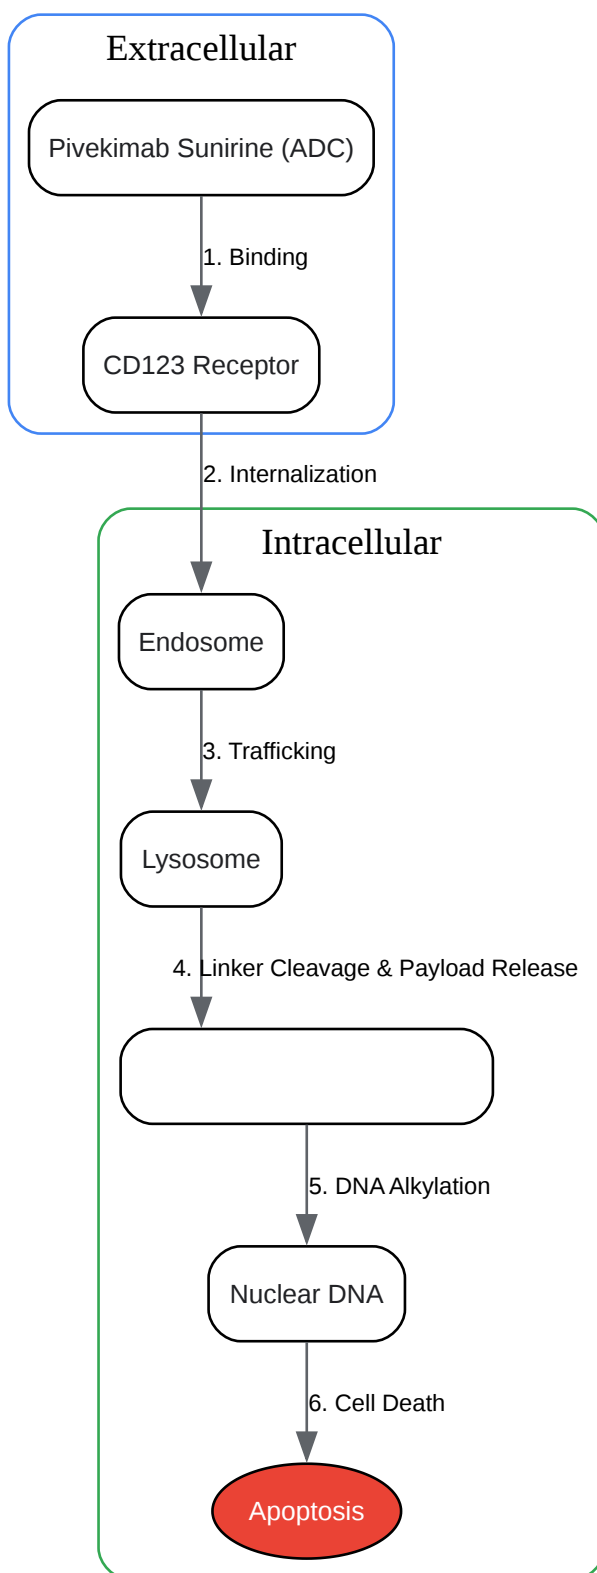 Extracellular
Pivekimab Sunirine (ADC)
1. Binding
CD123 Receptor
2. Internalization
Intracellular
Endosome
3. Trafficking
Lysosome
4. Linker Cleavage & Payload Release
5. DNA Alkylation
Nuclear DNA
6. Cell Death
Apoptosis